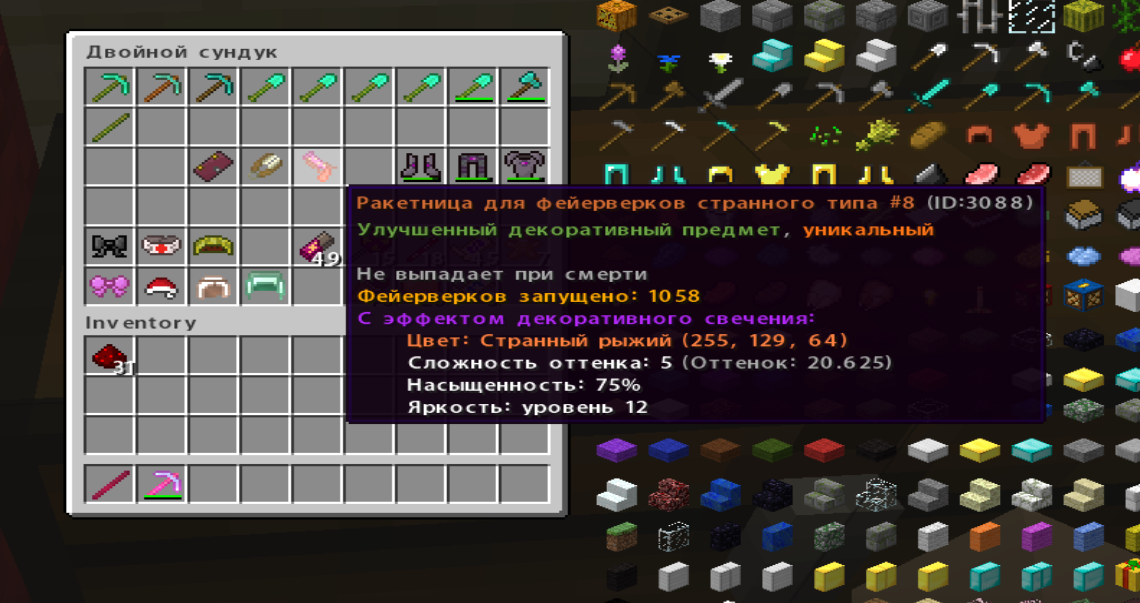 Двойной сундук
Ракетница для фейерверков странного типа #8 (ID:3088)
Улучшенный декоративный предмет, уникальный
Не выпадает при смерти
Фейерверков запущено: 1058
С эффектом декоративного свечения:
Цвет: Странный рыжий (255, 129, 64)
Сложность оттенка: 5 (Оттенок: 20.625)
Насыщенность: 75%
Яркость: уровень 12
49
Inventory
31